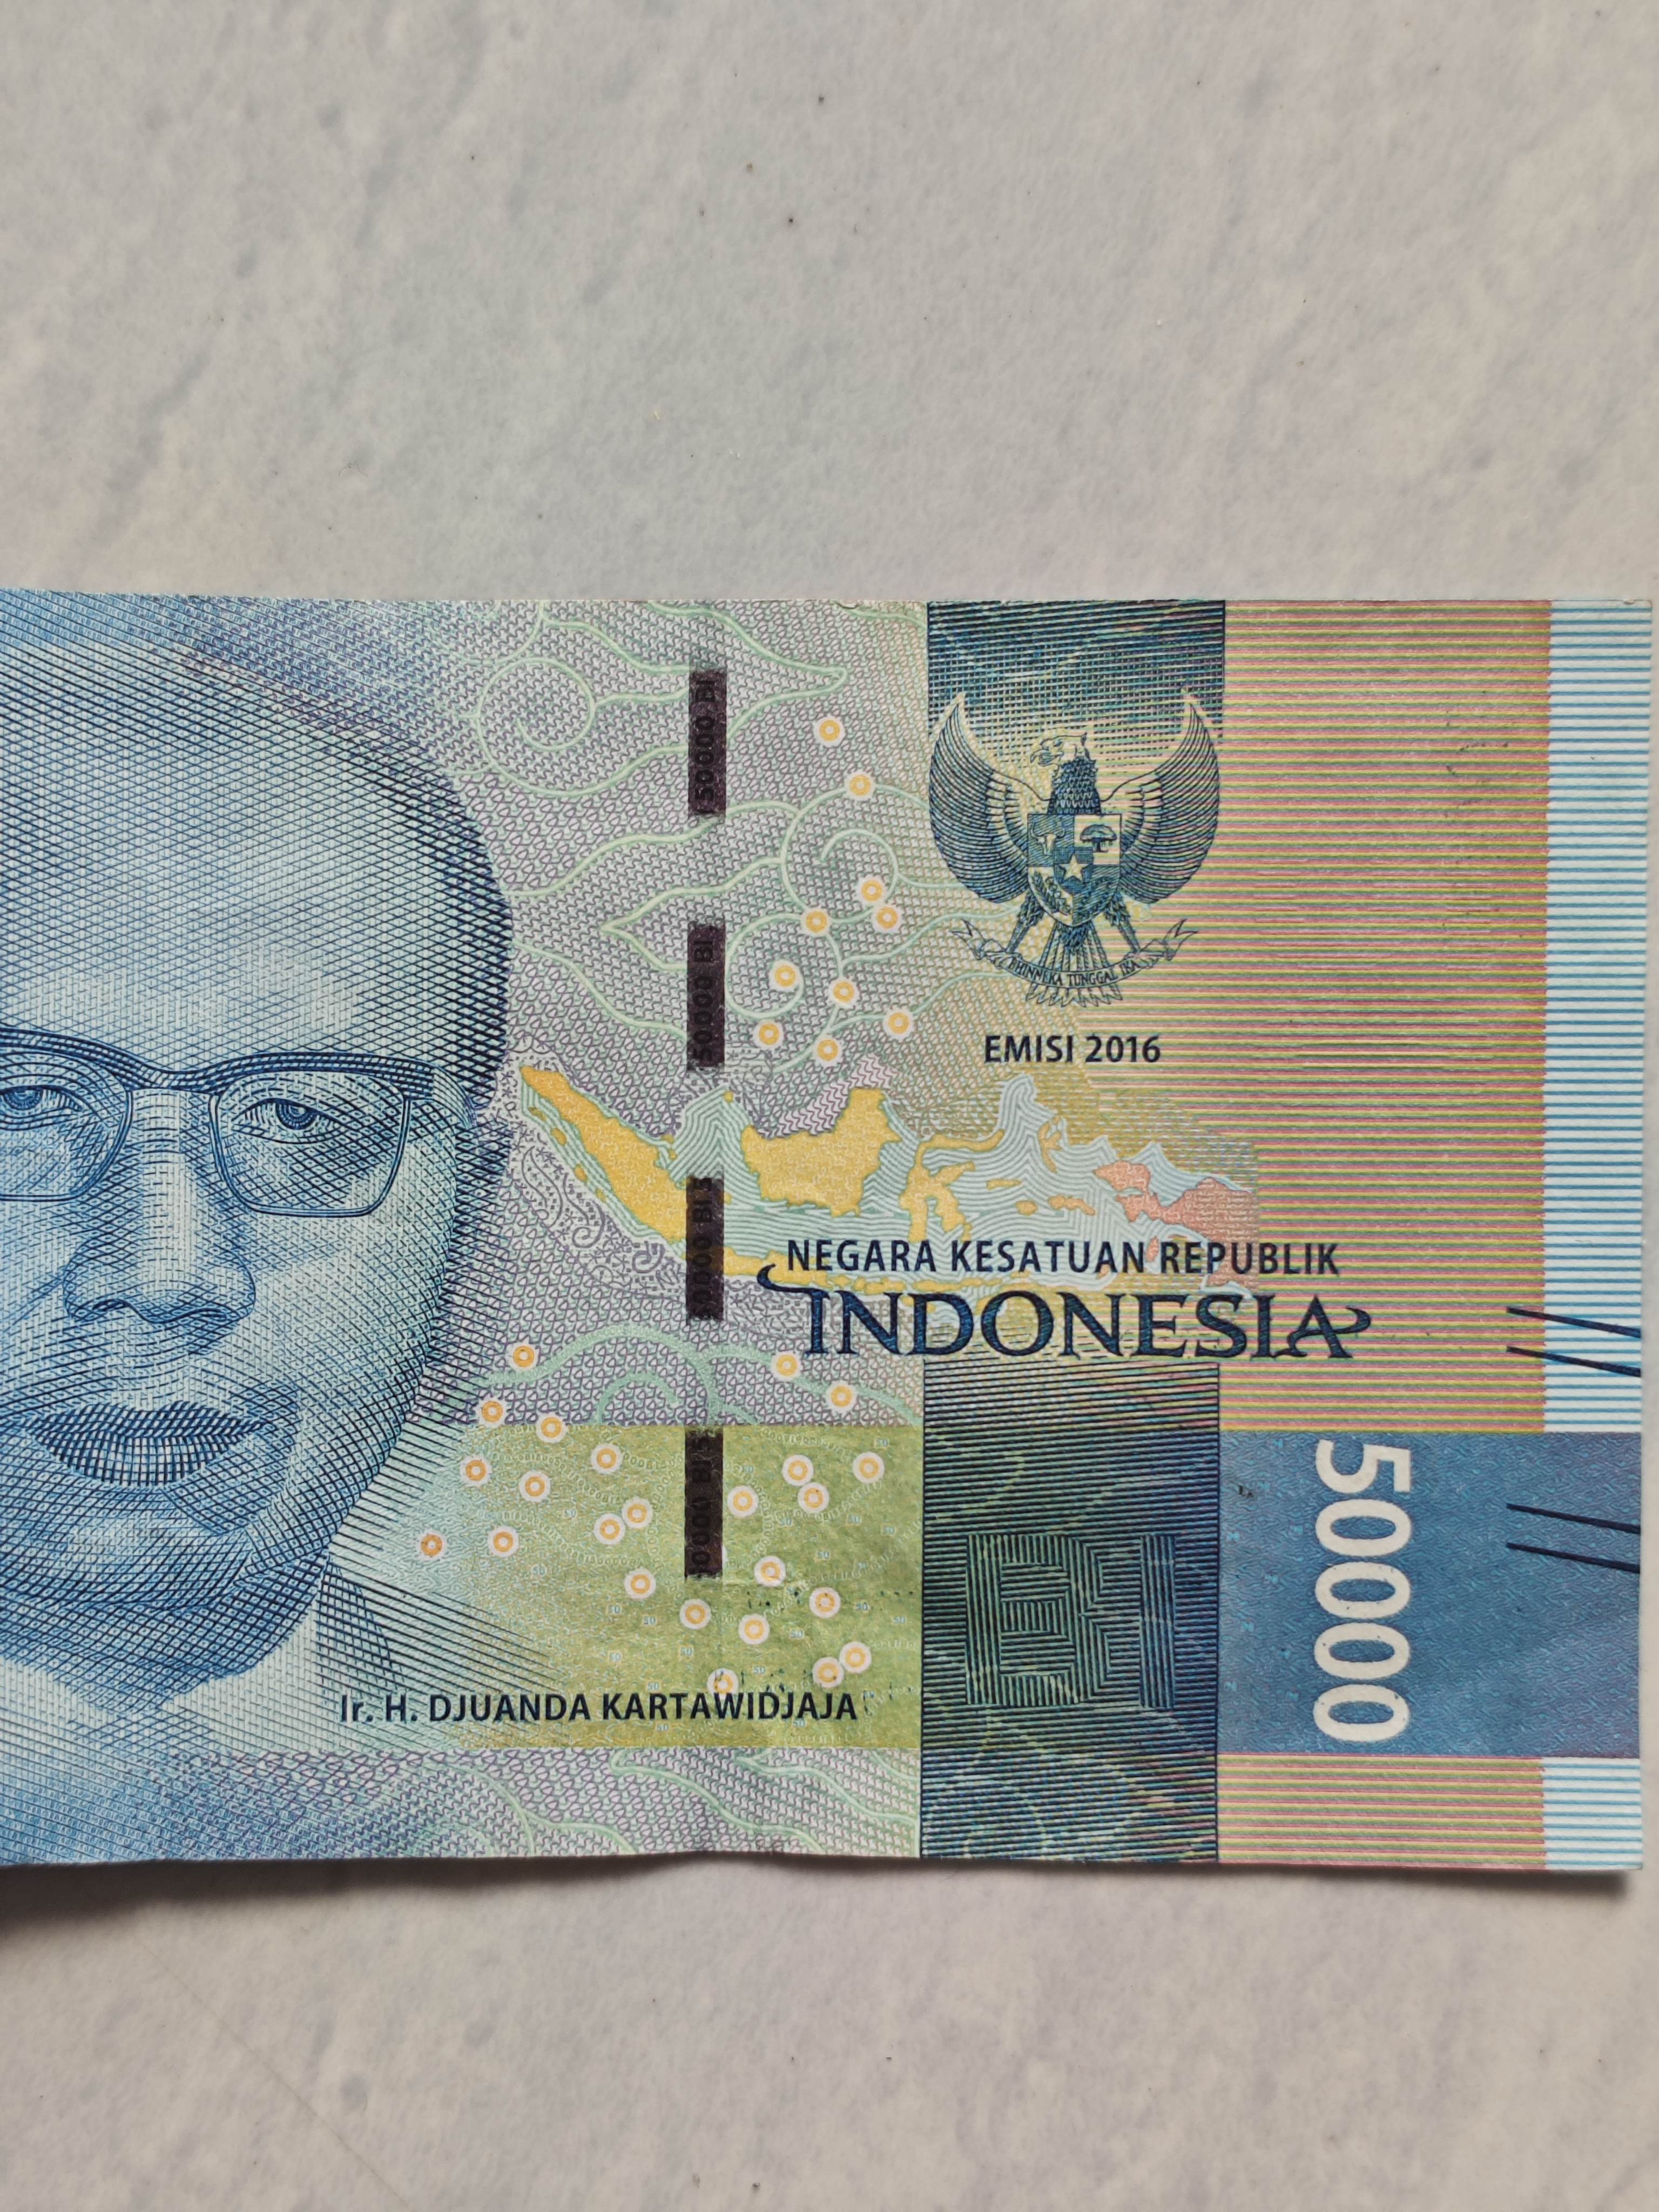 50000 BI
50000 BI
50000 BI
50000 BI
BHINNEKA TUNGGAL IKA
EMISI 2016
NEGARA KESATUAN REPUBLIK
INDONESIA
BI
50000
Ir. H. DJUANDA KARTAWIDJAJA